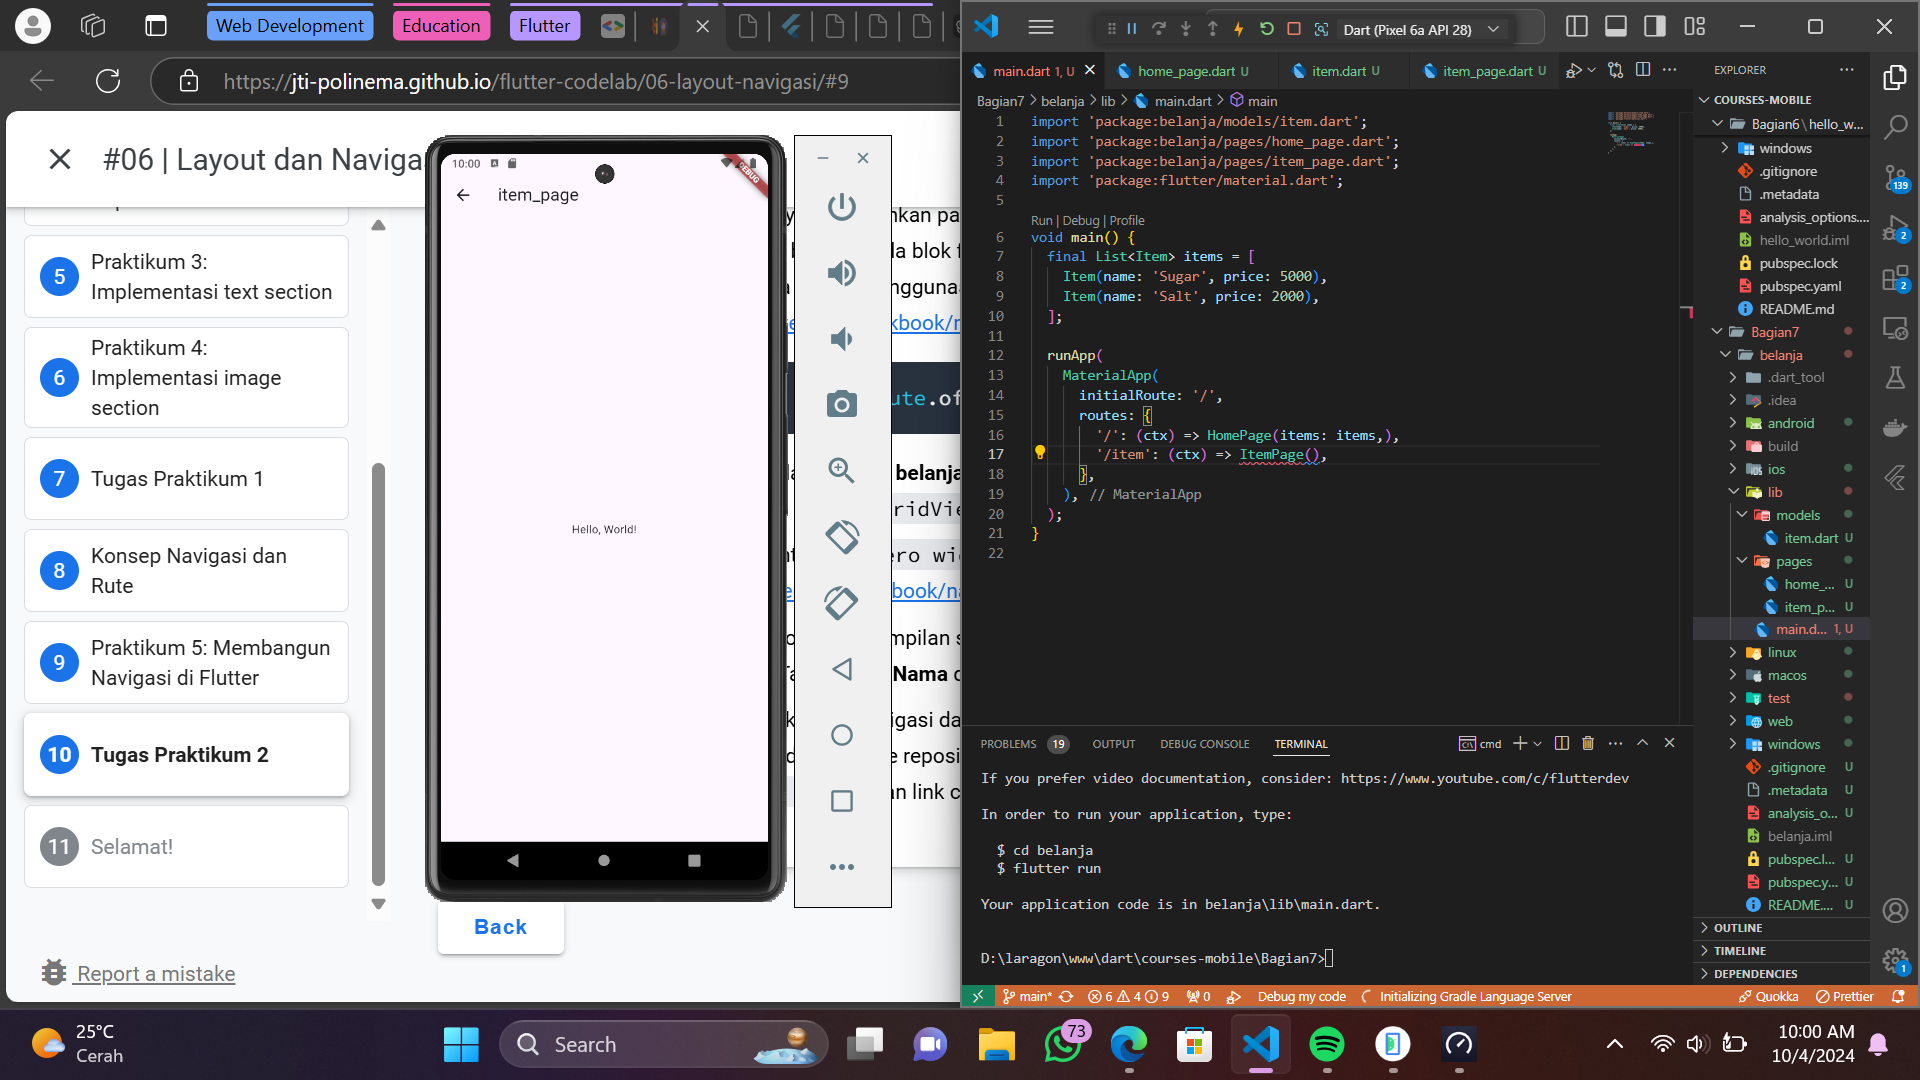 Web Development
Education
Flutter
https://jti-polinema.github.io/flutter-codelab/06-layout-navigasi/#9
#06 | Layout dan Naviga
5
Praktikum 3:
Implementasi text section
6
Praktikum 4:
Implementasi image
section
7
Tugas Praktikum 1
8
Konsep Navigasi dan
Rute
9
Praktikum 5: Membangun
Navigasi di Flutter
10
Tugas Praktikum 2
11
Selamat!
Report a mistake
10:00
DEBUG
item_page
Hello, World!
Back
nkan pa
la blok f
nggunaa
kbook/n
ute.of
belanja
ridVie
ero wid
book/na
mpilan s
Nama
igasi da
e reposi
an link c
Dart (Pixel 6a API 28)
main.dart 1, U
home_page.dart U
item.dart U
item_page.dart U
Bagian7 > belanja > lib > main.dart > main
1 import 'package:belanja/models/item.dart';
2 import 'package:belanja/pages/home_page.dart';
3 import 'package:belanja/pages/item_page.dart';
4 import 'package:flutter/material.dart';
5
Run | Debug | Profile
6 void main() {
7 final List<Item> items = [
8 Item(name: 'Sugar', price: 5000),
9 Item(name: 'Salt', price: 2000),
10 ];
11
12 runApp(
13 MaterialApp(
14 initialRoute: '/',
15 routes: {
16 '/': (ctx) => HomePage(items: items,),
17 '/item': (ctx) => ItemPage(),
18 },
19 ), // MaterialApp
20 );
21 }
22
PROBLEMS 19
OUTPUT
DEBUG CONSOLE
TERMINAL
cmd
If you prefer video documentation, consider: https://www.youtube.com/c/flutterdev
In order to run your application, type:
$ cd belanja
$ flutter run
Your application code is in belanja\lib\main.dart.
D:\laragon\www\dart\courses-mobile\Bagian7>
EXPLORER
COURSES-MOBILE
Bagian6\hello_w...
windows
.gitignore
.metadata
analysis_options....
hello_world.iml
pubspec.lock
pubspec.yaml
README.md
Bagian7
belanja
.dart_tool
.idea
android
build
ios
lib
models
item.dart U
pages
home_... U
item_p... U
main.d... 1, U
linux
macos
test
web
windows
.gitignore U
.metadata U
analysis_o... U
belanja.iml
pubspec.l... U
pubspec.y... U
README.... U
OUTLINE
TIMELINE
DEPENDENCIES
139
2
2
1
main*
6 4 9
0
Debug my code
Initializing Gradle Language Server
Quokka
Prettier
25°C
Cerah
Search
73
10:00 AM
10/4/2024